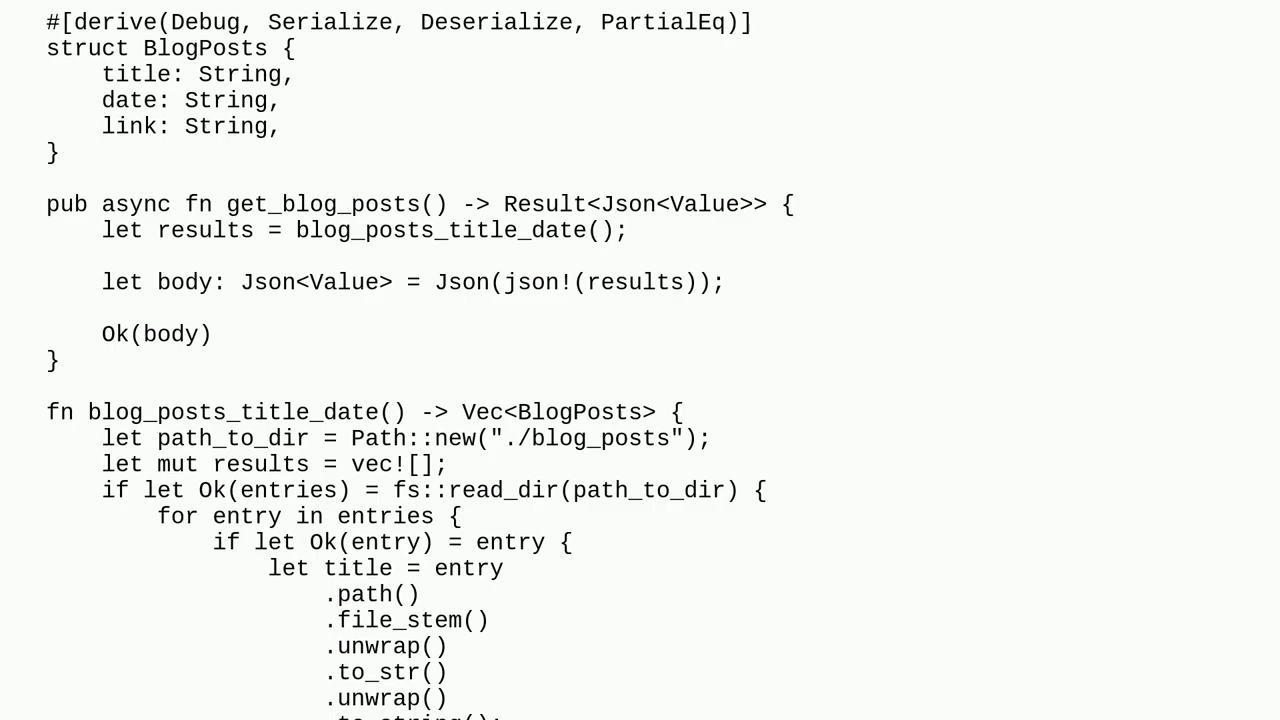 #[derive(Debug, Serialize, Deserialize, PartialEq)]
struct BlogPosts {
    title: String,
    date: String,
    link: String,
}

pub async fn get_blog_posts() -> Result<Json<Value>> {
    let results = blog_posts_title_date();

    let body: Json<Value> = Json(json!(results));

    Ok(body)
}

fn blog_posts_title_date() -> Vec<BlogPosts> {
    let path_to_dir = Path::new("./blog_posts");
    let mut results = vec![];
    if let Ok(entries) = fs::read_dir(path_to_dir) {
        for entry in entries {
            if let Ok(entry) = entry {
                let title = entry
                    .path()
                    .file_stem()
                    .unwrap()
                    .to_str()
                    .unwrap()
                    .to_string();